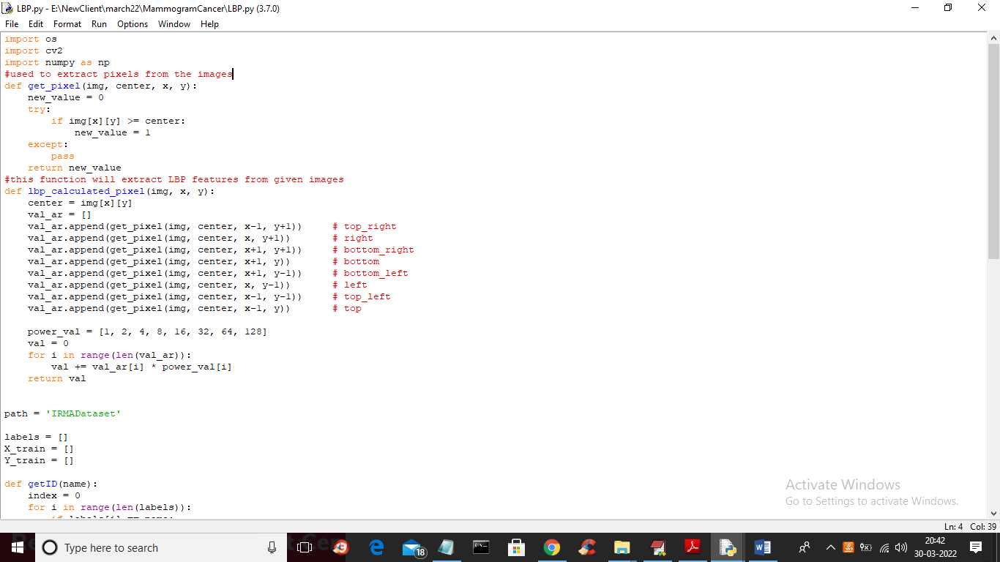 LBP.py - E:\NewClient\march22\MammogramCancer\LBP.py (3.7.0)
File Edit Format Run Options Window Help
import os
import cv2
import numpy as np
#used to extract pixels from the images
def get_pixel(img, center, x, y):
    new_value = 0
    try:
        if img[x][y] >= center:
            new_value = 1
    except:
        pass
    return new_value
#this function will extract LBP features from given images
def lbp_calculated_pixel(img, x, y):
    center = img[x][y]
    val_ar = []
    val_ar.append(get_pixel(img, center, x-1, y+1))     # top_right
    val_ar.append(get_pixel(img, center, x, y+1))       # right
    val_ar.append(get_pixel(img, center, x+1, y+1))     # bottom_right
    val_ar.append(get_pixel(img, center, x+1, y))       # bottom
    val_ar.append(get_pixel(img, center, x+1, y-1))     # bottom_left
    val_ar.append(get_pixel(img, center, x, y-1))       # left
    val_ar.append(get_pixel(img, center, x-1, y-1))     # top_left
    val_ar.append(get_pixel(img, center, x-1, y))       # top
    power_val = [1, 2, 4, 8, 16, 32, 64, 128]
    val = 0
    for i in range(len(val_ar)):
        val += val_ar[i] * power_val[i]
    return val
path = 'IRMADataset'
labels = []
X_train = []
Y_train = []
def getID(name):
    index = 0
    for i in range(len(labels)):
Activate Windows
Go to Settings to activate Windows.
Ln: 4 Col: 39
Type here to search
18
20:42
30-03-2022